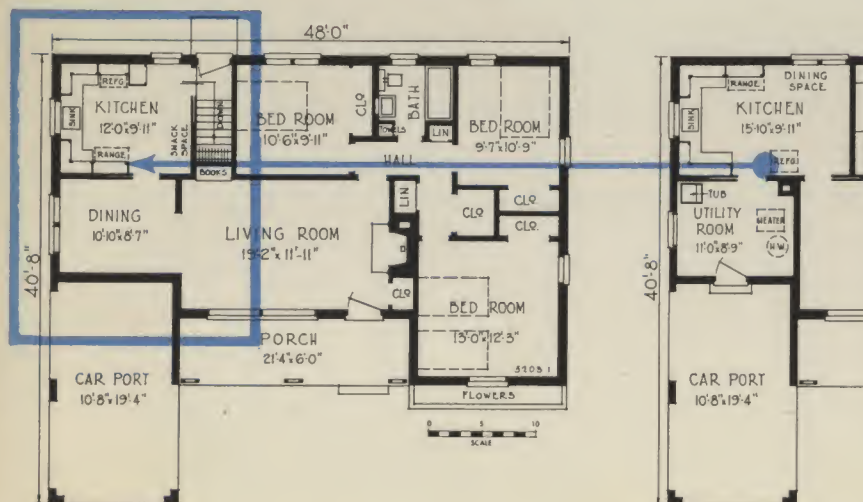 48'-0"
40'-8"
REFG
KITCHEN
12'·0"x9'·11"
SINK
RANGE
SNACK SPACE
DOWN
BOOKS
BED ROOM
10'·6"x9'·11"
CLO
TOWELS
BATH
LIN
BED ROOM
9'·7"x10'·9"
HALL
DINING
10'·10"x8'·7"
LIVING ROOM
19'·2"x11'·11"
LIN
CLO
CLO
CLO.
CLO
BED ROOM
13'·0"x12'·3"
PORCH
21'·4"x6'·0"
CAR PORT
10'·8"x19'·4"
FLOWERS
0 5 10
SCALE
40'-8"
RANGE
DINING
SPACE
SINK
KITCHEN
15'·10"x9'·11"
REFG
TUB
UTILITY
ROOM
11'·0"x8'·9"
HEATER
H.W.
CAR PORT
10'·8"x19'·4"